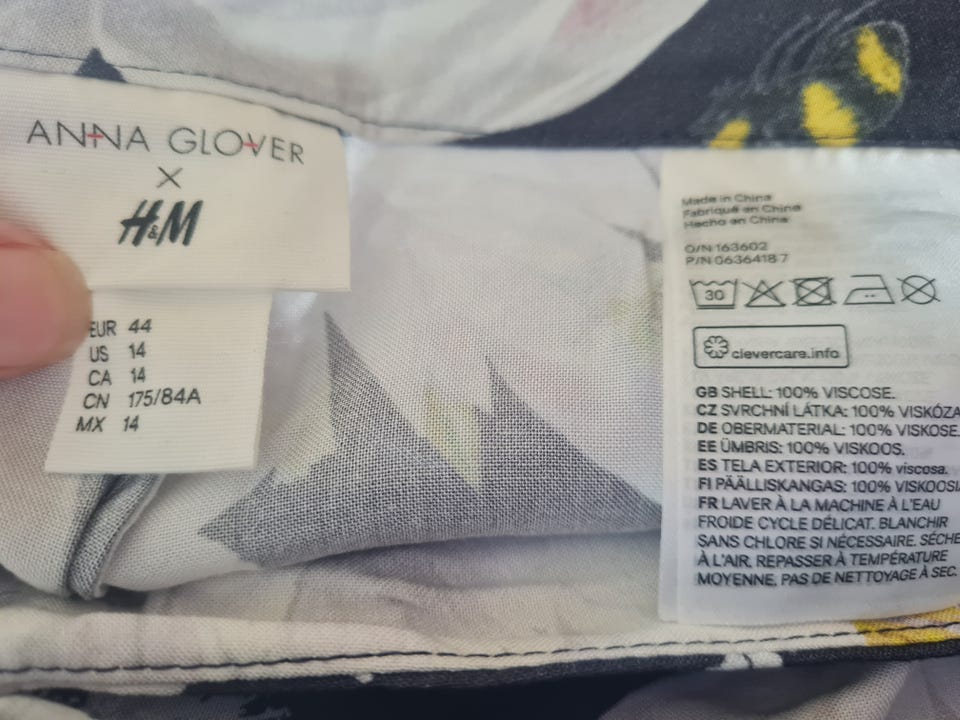 ANNA GLOVER
X
H&M
EUR 44
US 14
CA 14
CN 175/84A
MX 14
Made in China
Fabriqué en Chine
Hecho en China
O/N 163602
P/N 06364187
30
clevercare.info
GB SHELL: 100% VISCOSE.
CZ SVRCHNÍ LÁTKA: 100% VISKÓZA
DE OBERMATERIAL: 100% VISKOSE.
EE ÜMBRIS: 100% VISKOOS.
ES TELA EXTERIOR: 100% viscosa.
FI PÄÄLLISKANGAS: 100% VISKOOSI
FR LAVER À LA MACHINE À L'EAU
FROIDE CYCLE DÉLICAT. BLANCHIR
SANS CHLORE SI NÉCESSAIRE. SÉCHE
À L'AIR. REPASSER À TEMPÉRATURE
MOYENNE, PAS DE NETTOYAGE À SEC.